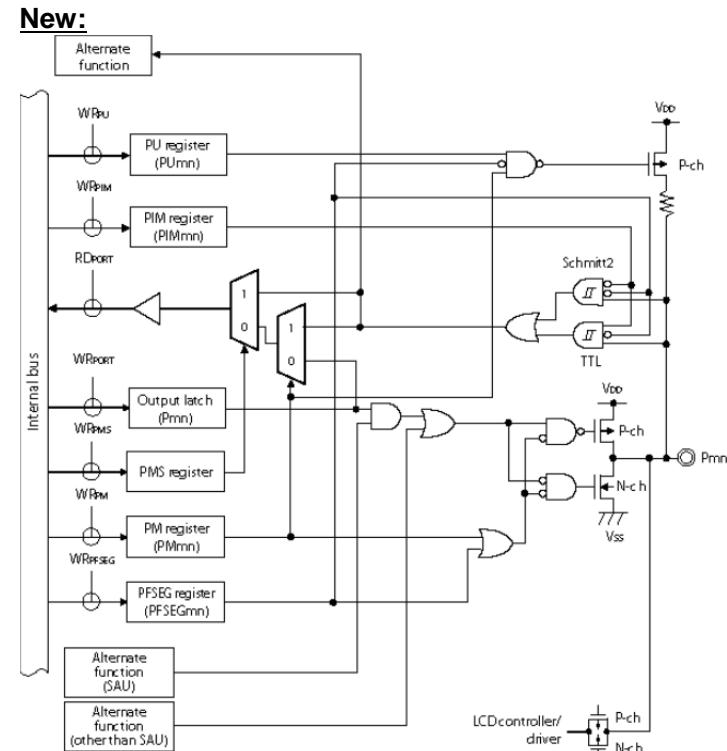 New:
Alternate
function
WRPU
PU register
(PUmn)
VDD
P-ch
WRPIM
PIM register
(PIMmn)
RDPORT
Schmitt2
1
0
1
0
TTL
Internal bus
WRPORT
Output latch
(Pmn)
VDD
P-ch
WRPMS
PMS register
Pmn
N-ch
VSS
WRPM
PM register
(PMmn)
WRPFSEG
PFSEG register
(PFSEGmn)
Alternate
function
(SAU)
Alternate
function
(other than SAU)
LCD controller/
driver
P-ch
N-ch